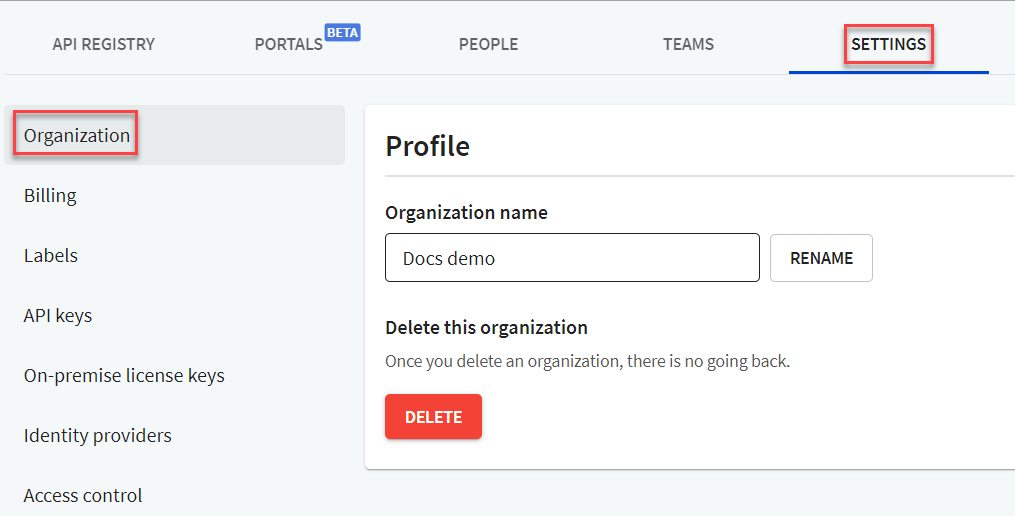 API REGISTRY PORTALS BETA PEOPLE TEAMS SETTINGS
Organization
Billing
Labels
API keys
On-premise license keys
Identity providers
Access control
Profile
Organization name
Docs demo RENAME
Delete this organization
Once you delete an organization, there is no going back.
DELETE